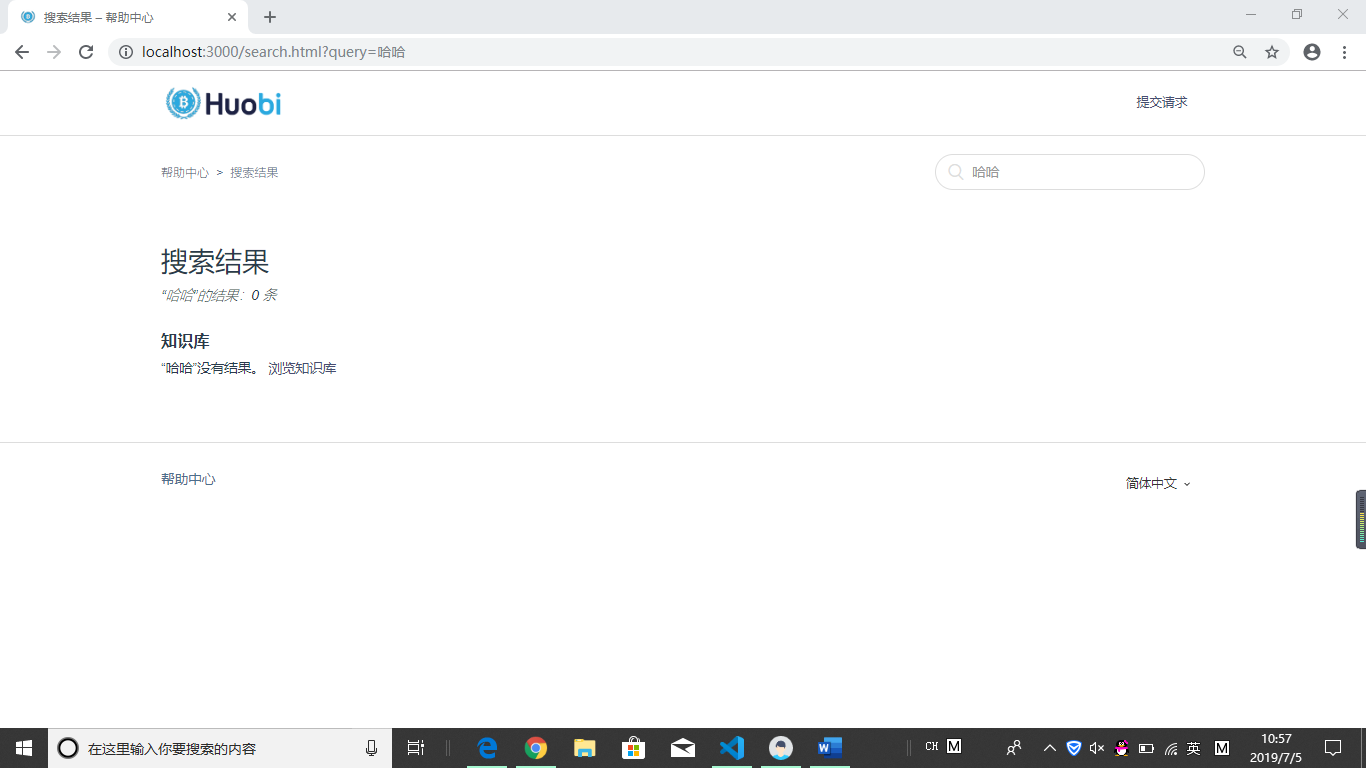 搜索结果 – 帮助中心
localhost:3000/search.html?query=哈哈
Huobi
提交请求
帮助中心 > 搜索结果
哈哈
搜索结果
“哈哈”的结果：0 条
知识库
“哈哈”没有结果。 浏览知识库
帮助中心
简体中文
在这里输入你要搜索的内容
CH M
英
M
10:57
2019/7/5